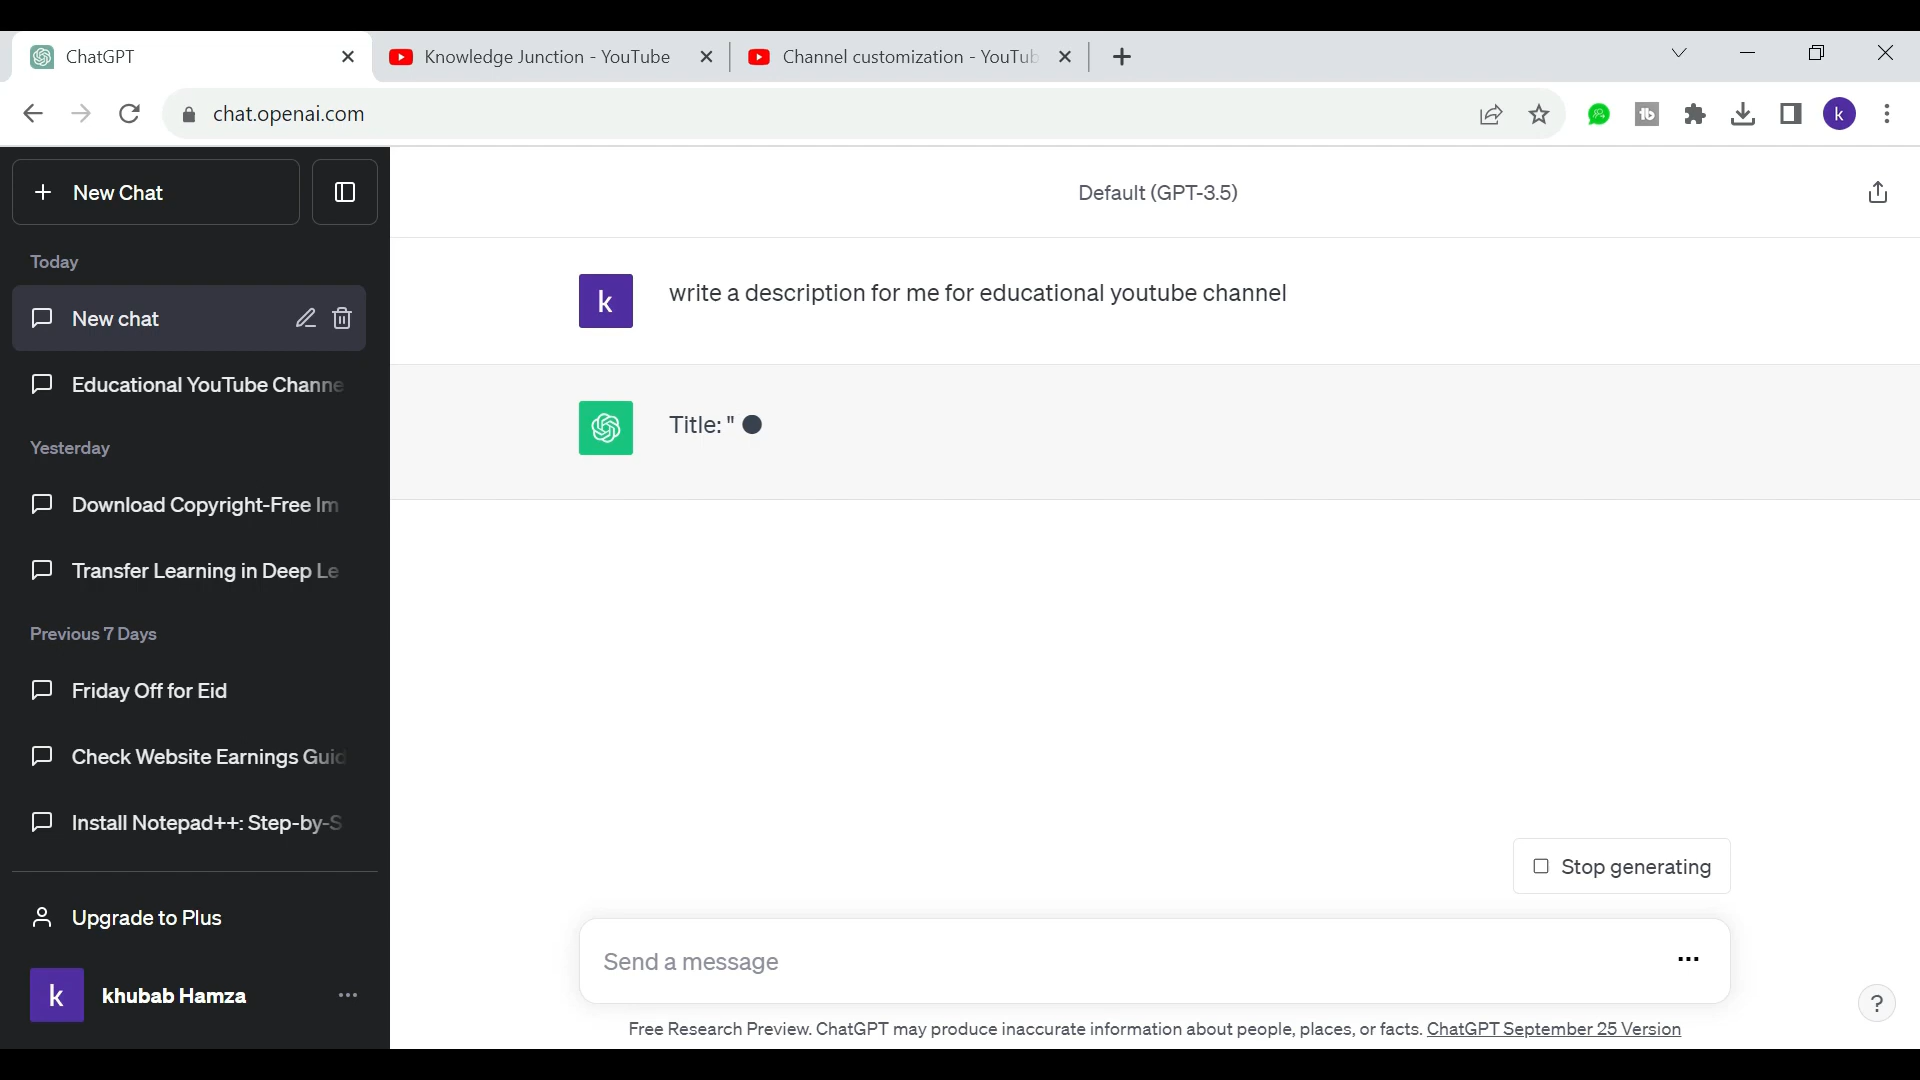 ChatGPT
Knowledge Junction - YouTube
Channel customization - YouTub
chat.openai.com
tb
k
New Chat
Default (GPT-3.5)
Today
New chat
Educational YouTube Channe
Yesterday
Download Copyright-Free Im
Transfer Learning in Deep Le
Previous 7 Days
Friday Off for Eid
Check Website Earnings Guid
Install Notepad++: Step-by-S
Upgrade to Plus
k
khubab Hamza
k
write a description for me for educational youtube channel
Title: "
Stop generating
Send a message
Free Research Preview. ChatGPT may produce inaccurate information about people, places, or facts. ChatGPT September 25 Version
?